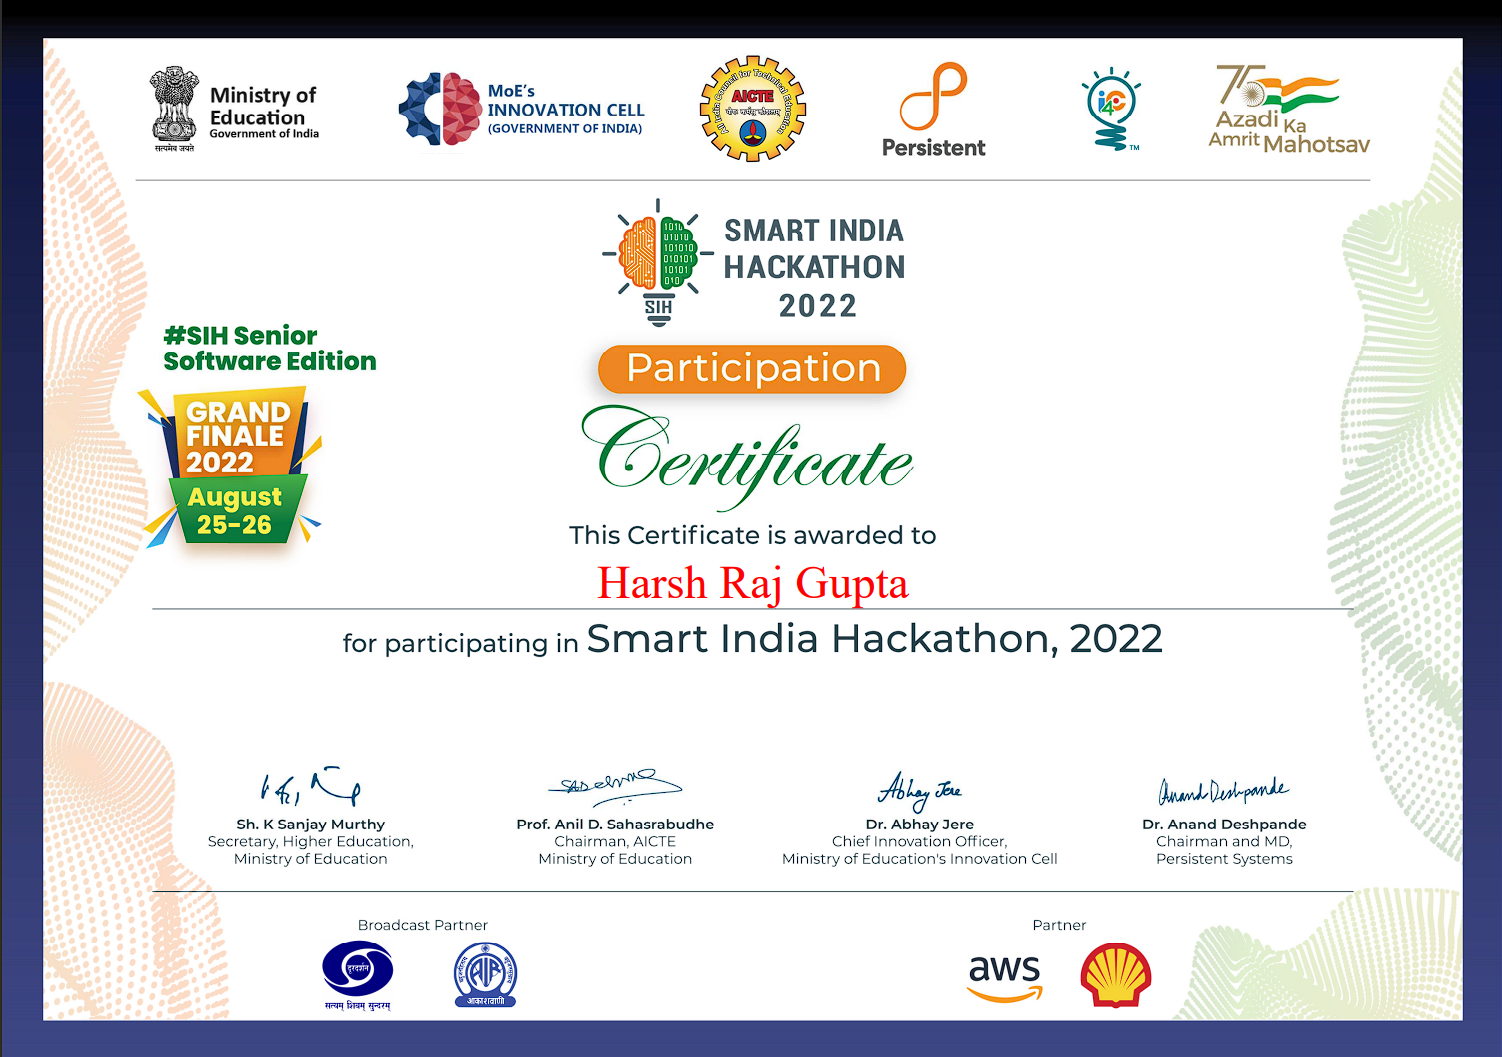 Ministry of
Education
Government of India
सत्यमेव जयते
MoE's
INNOVATION CELL
(GOVERNMENT OF INDIA)
All India Council for Technical Education
AICTE
Persistent
i4C
TM
75
Azadi Ka
Amrit Mahotsav
SMART INDIA
HACKATHON
2022
SIH
#SIH Senior
Software Edition
GRAND
FINALE
2022
August
25-26
Participation
Certificate
This Certificate is awarded to
Harsh Raj Gupta
for participating in Smart India Hackathon, 2022
Abhay Jere
Anand Deshpande
Sh. K Sanjay Murthy
Secretary, Higher Education,
Ministry of Education
Prof. Anil D. Sahasrabudhe
Chairman, AICTE
Ministry of Education
Dr. Abhay Jere
Chief Innovation Officer,
Ministry of Education's Innovation Cell
Dr. Anand Deshpande
Chairman and MD,
Persistent Systems
Broadcast Partner
दूरदर्शन
सत्यम् शिवम् सुन्दरम्
AIR
आकाशवाणी
Partner
aws